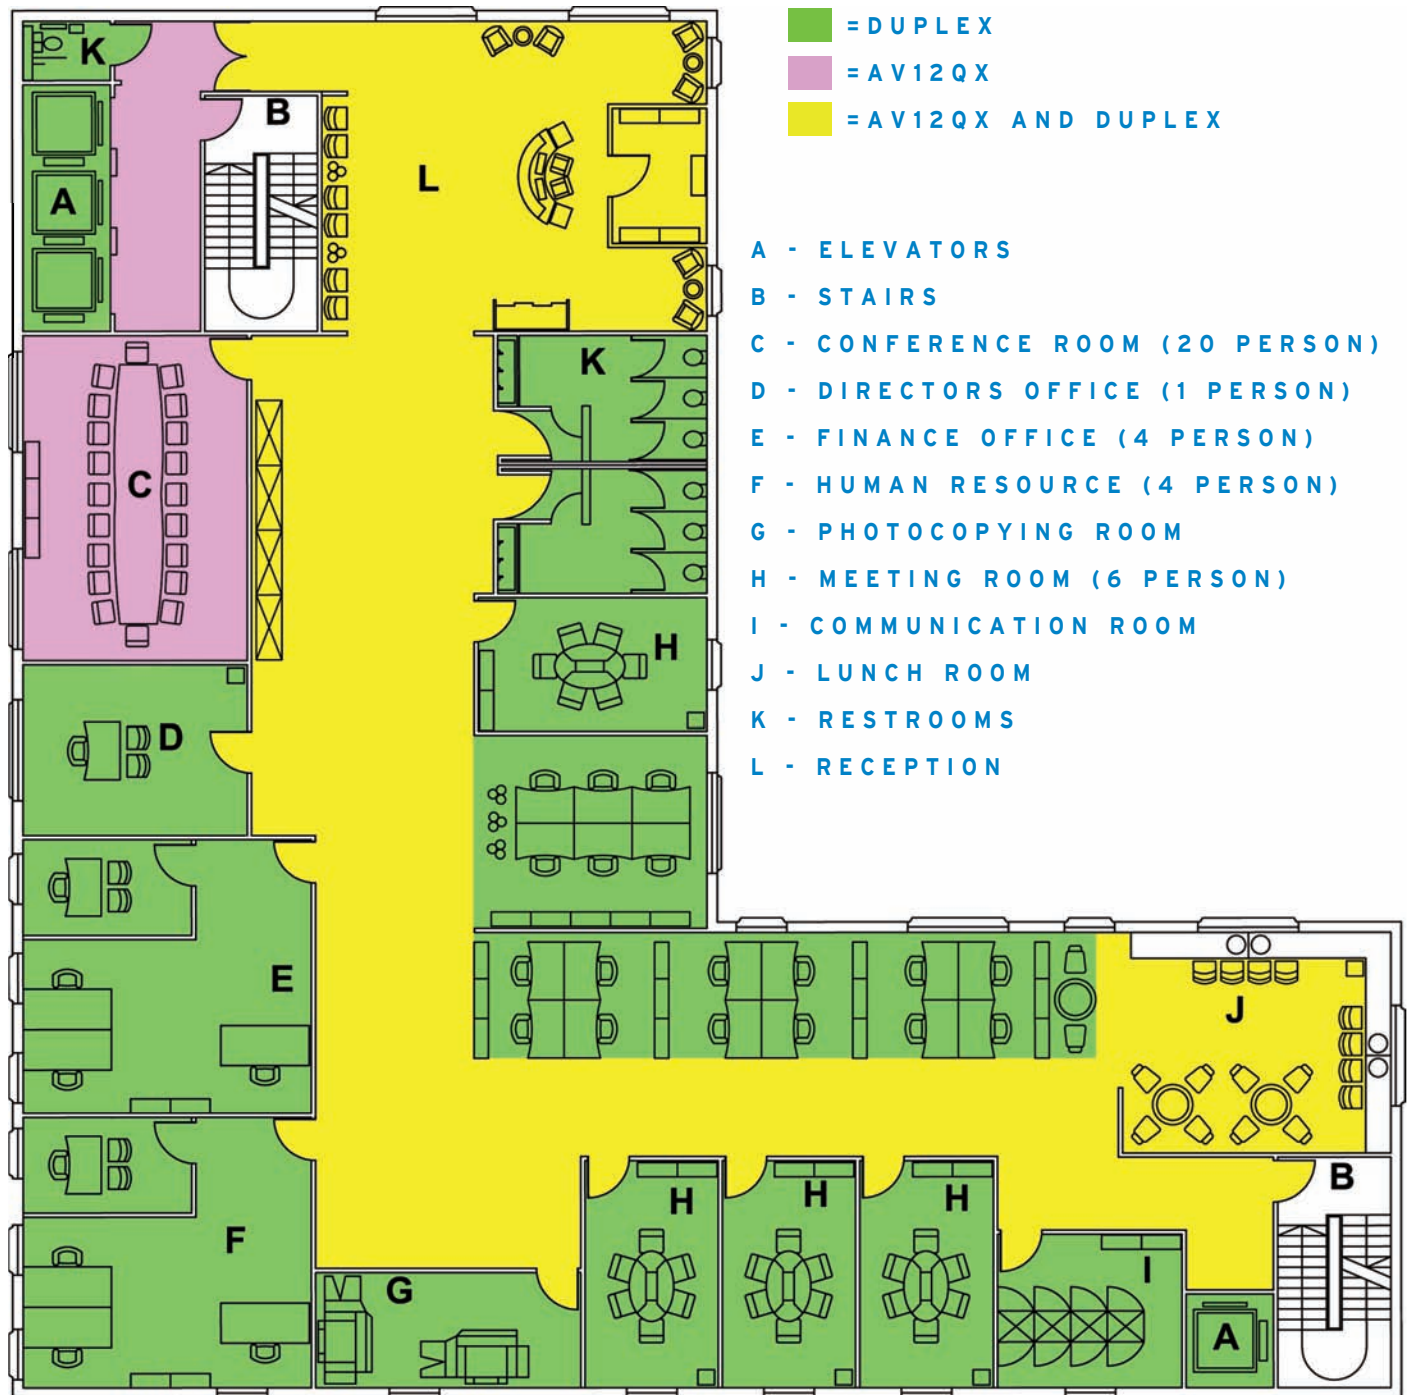 =DUPLEX
=AV12QX
=AV12QX AND DUPLEX
A - ELEVATORS
B - STAIRS
C - CONFERENCE ROOM (20 PERSON)
D - DIRECTORS OFFICE (1 PERSON)
E - FINANCE OFFICE (4 PERSON)
F - HUMAN RESOURCE (4 PERSON)
G - PHOTOCOPYING ROOM
H - MEETING ROOM (6 PERSON)
I - COMMUNICATION ROOM
J - LUNCH ROOM
K - RESTROOMS
L - RECEPTION
K
B
A
L
K
C
H
D
E
J
B
H
H
H
F
G
I
A